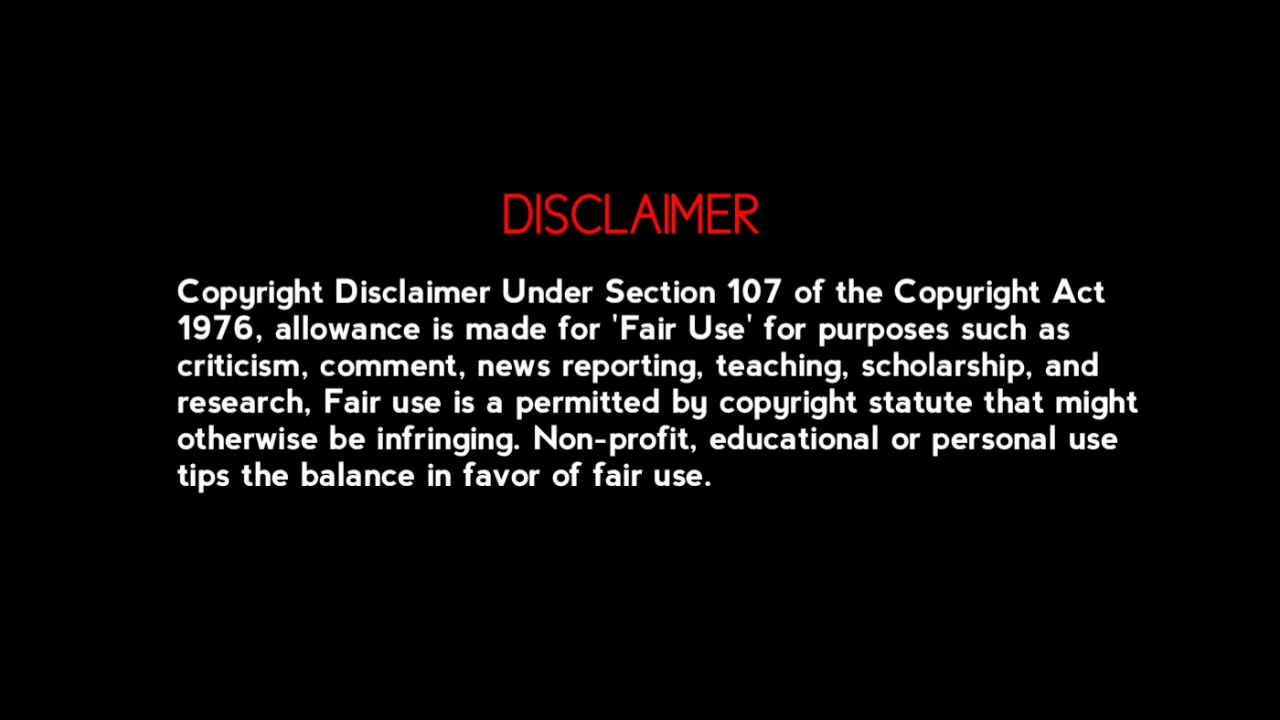 DISCLAIMER
Copyright Disclaimer Under Section 107 of the Copyright Act
1976, allowance is made for 'Fair Use' for purposes such as
criticism, comment, news reporting, teaching, scholarship, and
research, Fair use is a permitted by copyright statute that might
otherwise be infringing. Non-profit, educational or personal use
tips the balance in favor of fair use.